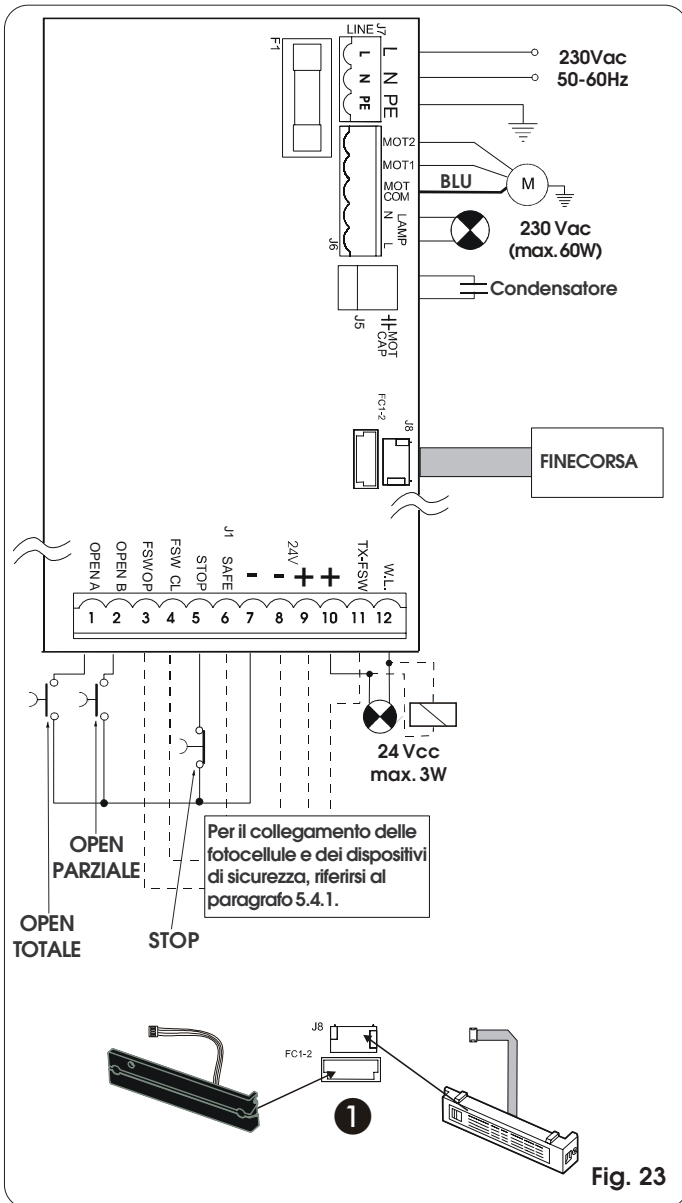 LINE J7
F1
L N PE
L N PE
230Vac
50-60Hz
MOT2
MOT1
MOT
COM
BLU
M
N LAMP L
J6
230 Vac
(max. 60W)
J5
MOT
CAP
Condensatore
FC1-2
J8
FINECORSA
OPEN A
OPEN B
FSW OP
FSW CL
STOP
J1
SAFE
-
-
24V
+
+
TX-FSW
W.L.
1 2 3 4 5 6 7 8 9 10 11 12
24 Vcc
max. 3W
OPEN
PARZIALE
OPEN
TOTALE
STOP
Per il collegamento delle
fotocellule e dei dispositivi
di sicurezza, riferirsi al
paragrafo 5.4.1.
J8
FC1-2
1
Fig. 23